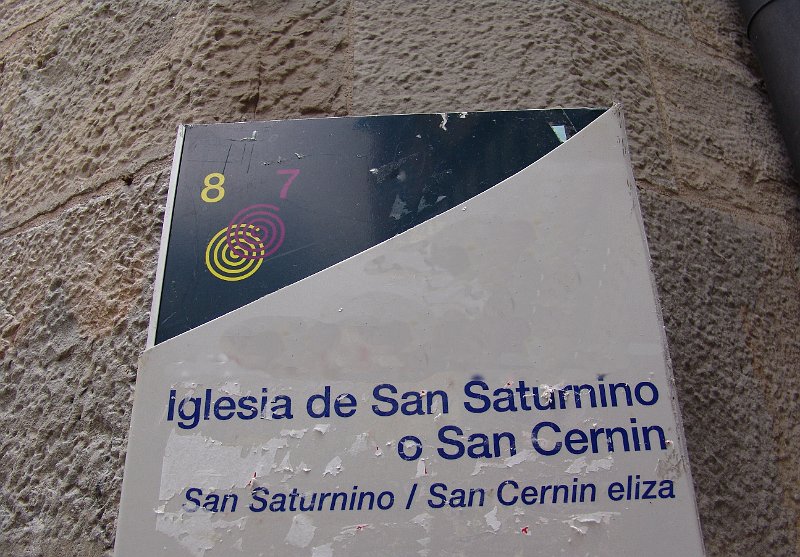 8 7
Iglesia de San Saturnino
o San Cernin
San Saturnino / San Cernin eliza